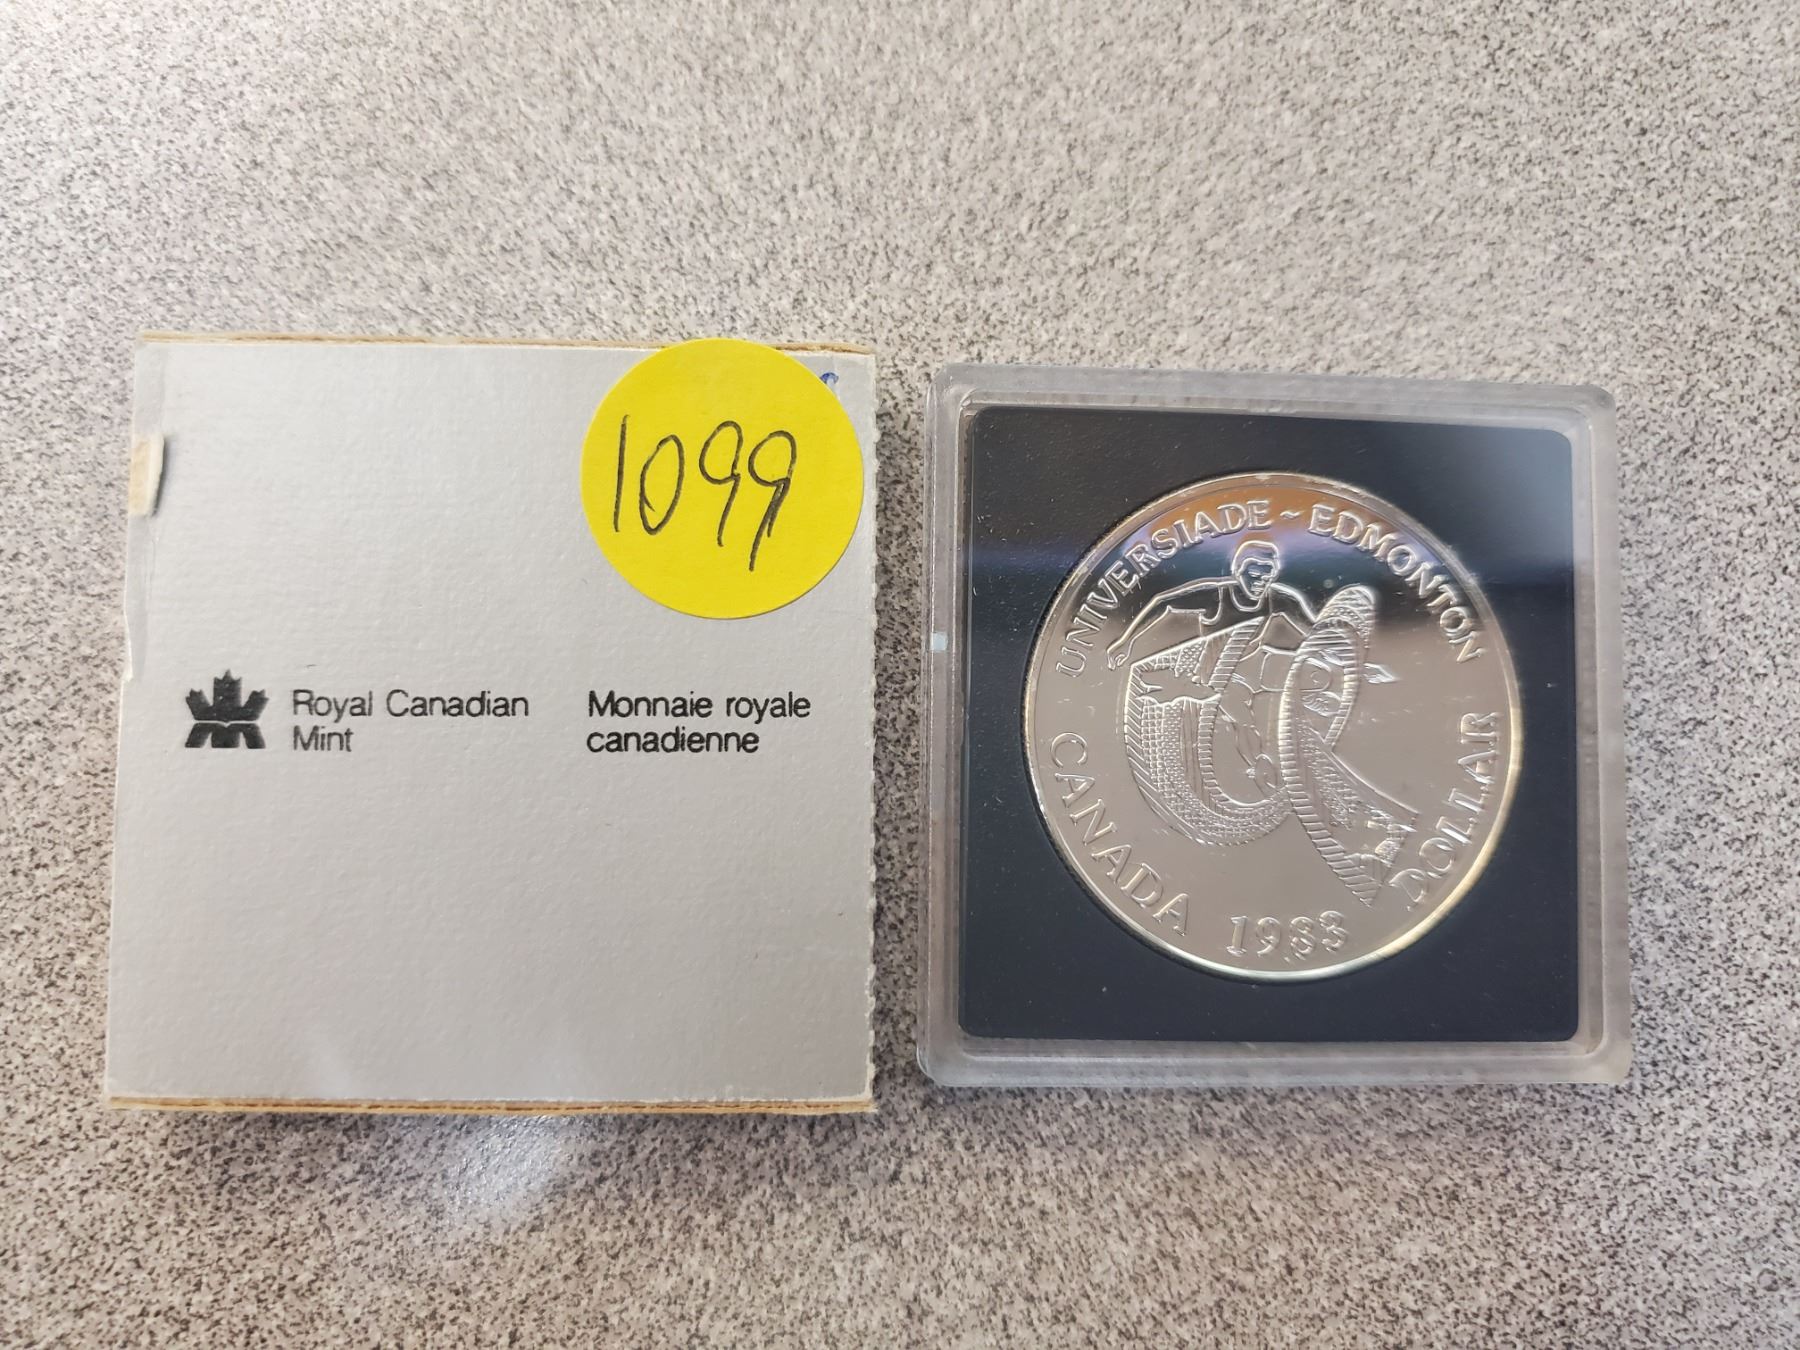 1099
Royal Canadian
Mint
Monnaie royale
canadienne
UNIVERSIADE ~ EDMONTON
CANADA 1983 DOLLAR